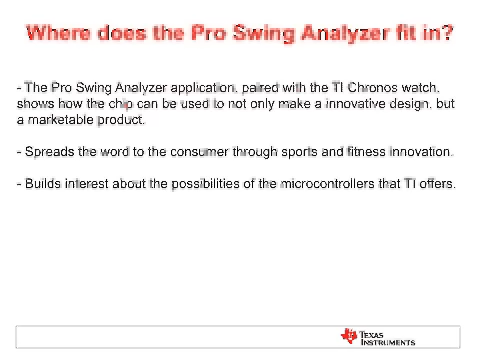 Where does the Pro Swing Analyzer fit in?
- The Pro Swing Analyzer application, paired with the TI Chronos watch,
shows how the chip can be used to not only make a innovative design, but
a marketable product.
- Spreads the word to the consumer through sports and fitness innovation.
- Builds interest about the possibilities of the microcontrollers that TI offers.
TEXAS
INSTRUMENTS